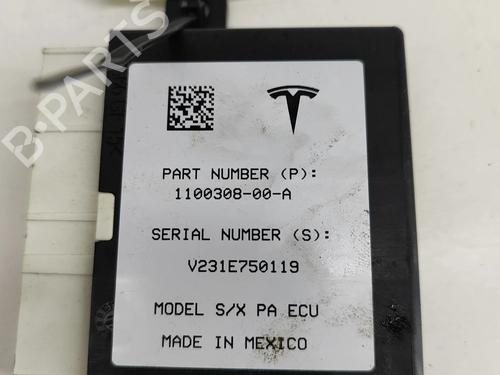 B-PARTS
PART NUMBER (P):
1100308-00-A
SERIAL NUMBER (S):
V231E750119
MODEL S/X PA ECU
MADE IN MEXICO